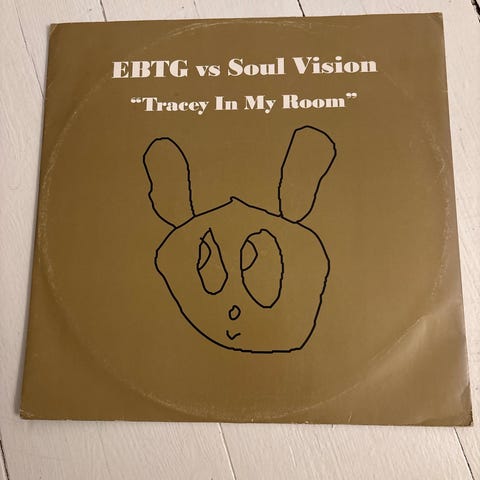 EBTG vs Soul Vision
“Tracey In My Room”